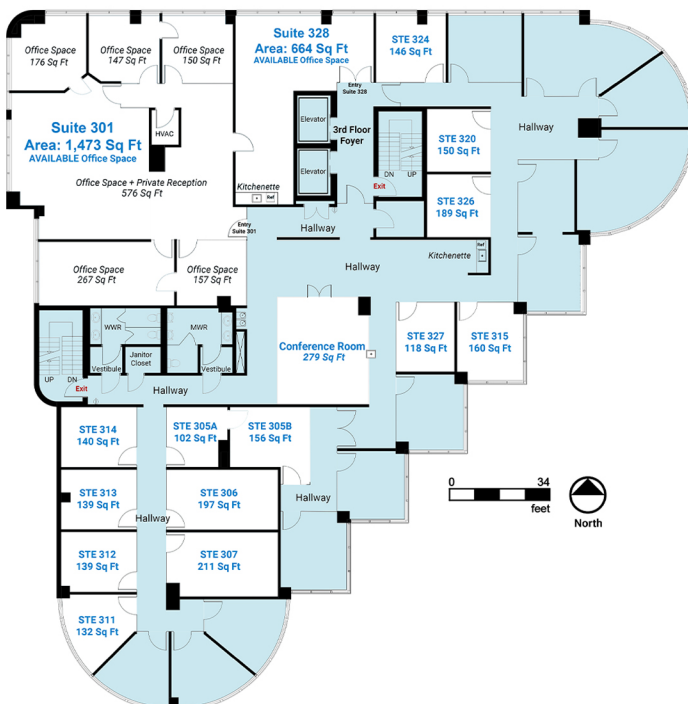 Office Space
176 Sq Ft
Office Space
147 Sq Ft
Office Space
150 Sq Ft
Suite 328
Area: 664 Sq Ft
AVAILABLE Office Space
STE 324
146 Sq Ft
Entry
Suite 328
Suite 301
Area: 1,473 Sq Ft
AVAILABLE Office Space
HVAC
Elevator
3rd Floor
Foyer
Elevator
DN
UP
Exit
STE 320
150 Sq Ft
Hallway
Office Space + Private Reception
576 Sq Ft
Kitchenette
Ref
STE 326
189 Sq Ft
Entry
Suite 301
Hallway
Hallway
Kitchenette
Ref
Office Space
267 Sq Ft
Office Space
157 Sq Ft
WWR
MWR
Janitor
Closet
Vestibule
Vestibule
UP
DN
Exit
Hallway
Conference Room
279 Sq Ft
STE 327
118 Sq Ft
STE 315
160 Sq Ft
STE 314
140 Sq Ft
STE 305A
102 Sq Ft
STE 305B
156 Sq Ft
STE 313
139 Sq Ft
Hallway
STE 306
197 Sq Ft
Hallway
STE 312
139 Sq Ft
STE 307
211 Sq Ft
STE 311
132 Sq Ft
0
34
feet
North